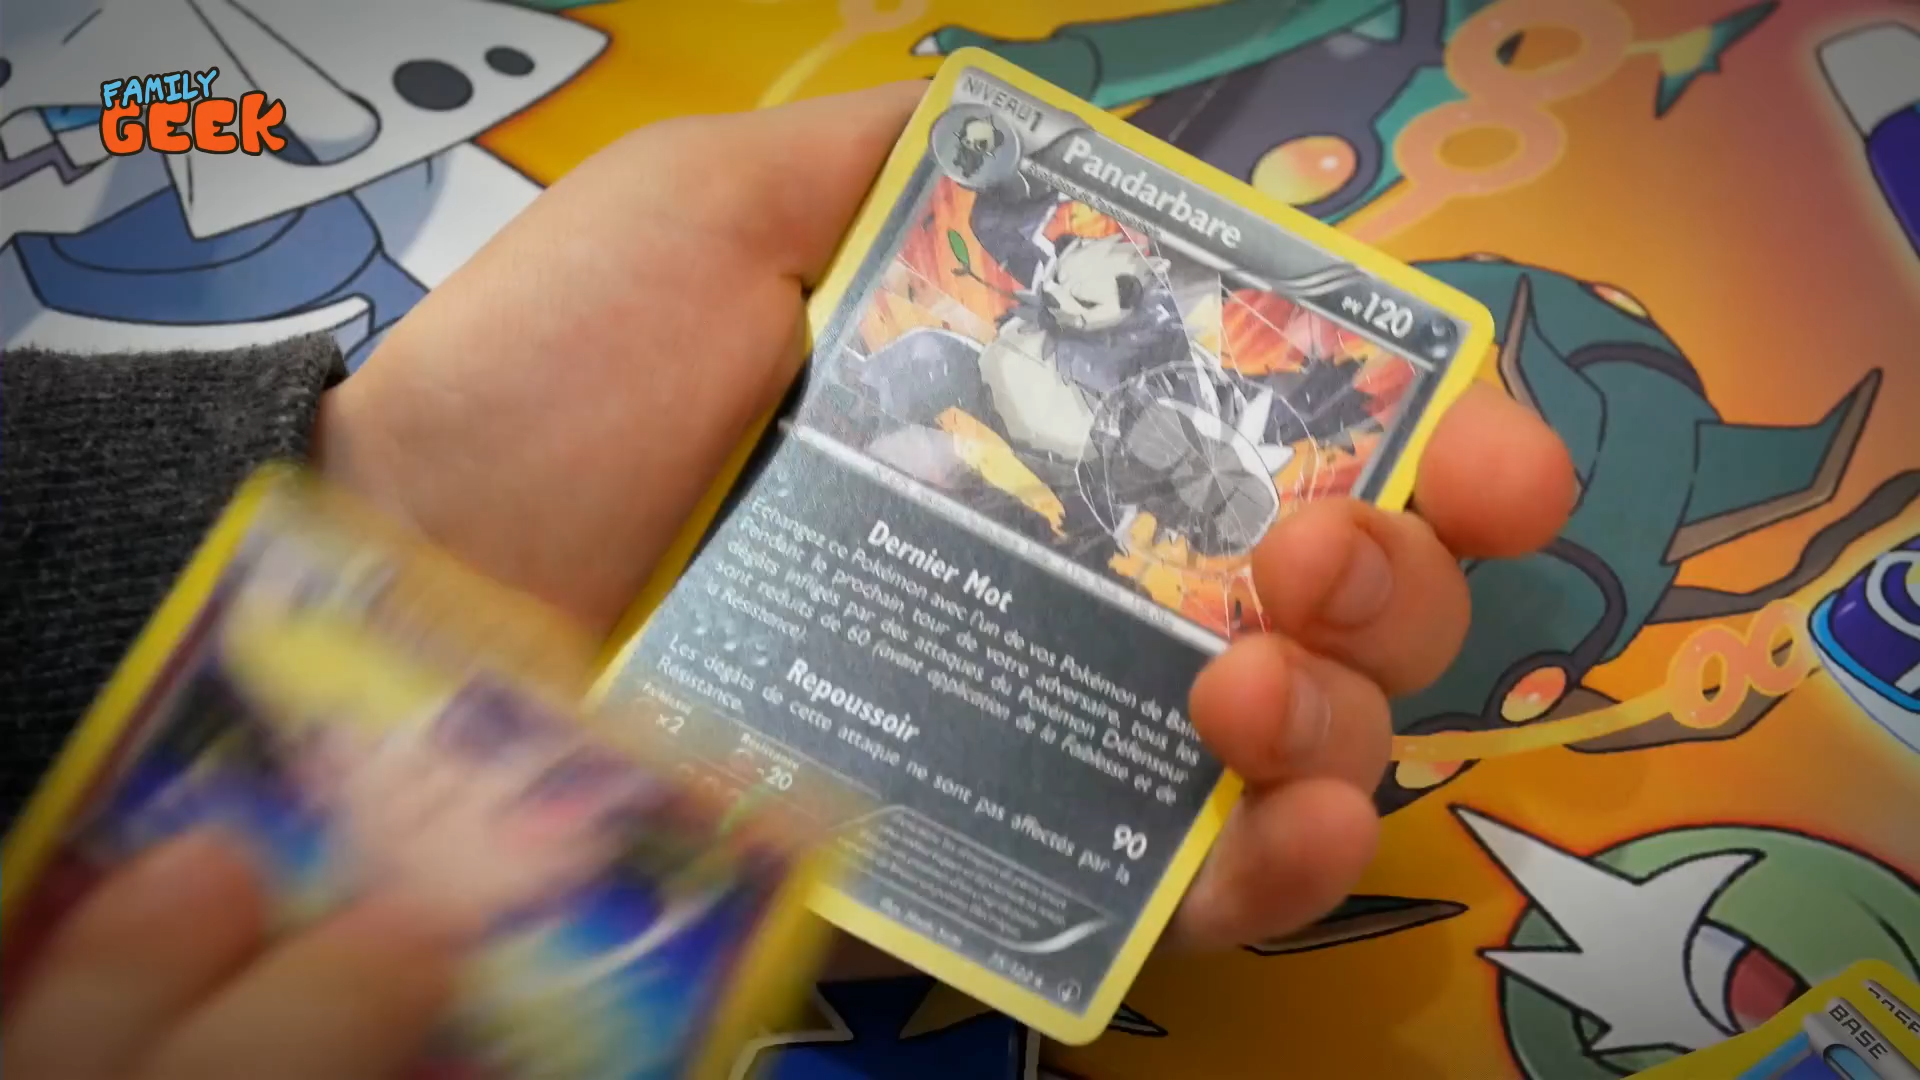 FAMILY
GEEK
NIVEAU 1
Pandarbare
PV 120
Dernier Mot
Échangez ce Pokémon avec l'un de vos Pokémon de Banc.
Pendant le prochain tour de votre adversaire, tous les
dégâts infligés par des attaques du Pokémon Défenseur
sont réduits de 60 (avant application de la Faiblesse et de
la Résistance).
Repoussoir
90
Les dégâts de cette attaque ne sont pas affectés par la
Résistance.
Faiblesse
×2
Résistance
-20
BASE